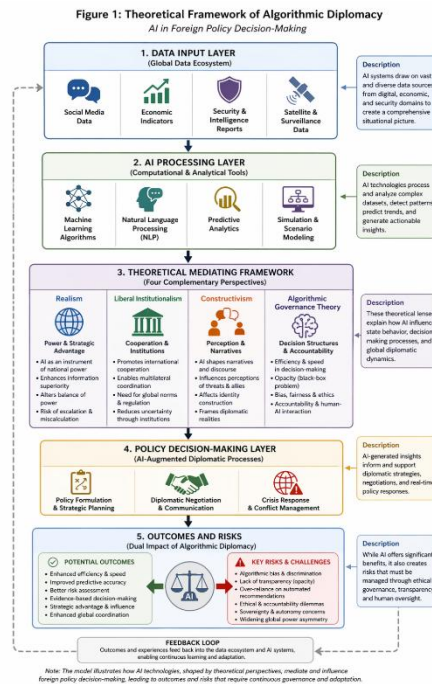 Figure 1: Theoretical Framework of Algorithmic Diplomacy
AI in Foreign Policy Decision-Making
1. DATA INPUT LAYER
(Global Data Ecosystem)
Social Media
Data
Economic
Indicators
Security &
Intelligence
Reports
Satellite &
Surveillance
Data
Description
AI systems draw on vast
and diverse data sources
from digital, economic,
and security domains to
create a comprehensive
situational picture.
2. AI PROCESSING LAYER
(Computational & Analytical Tools)
Machine
Learning
Algorithms
Natural Language
Processing
(NLP)
Predictive
Analytics
Simulation &
Scenario
Modeling
Description
AI technologies process
and analyze complex
datasets, detect patterns,
predict trends, and
generate actionable
insights.
3. THEORETICAL MEDIATING FRAMEWORK
(Four Complementary Perspectives)
Realism
Power & Strategic
Advantage
• AI as an instrument
of national power
• Enhances information
superiority
• Alters balance of
power
• Risk of escalation &
miscalculation
Liberal Institutionalism
Cooperation &
Institutions
• Promotes international
cooperation
• Enables multilateral
coordination
• Need for global norms
& regulation
• Reduces uncertainty
through institutions
Constructivism
Perception &
Narratives
• AI shapes narratives
and discourse
• Influences perceptions
of threats & allies
• Affects identity
construction
• Frames diplomatic
realities
Algorithmic
Governance Theory
Decision Structures
& Accountability
• Efficiency & speed
in decision-making
• Opacity (black-box
problem)
• Bias, fairness & ethics
• Accountability & human-
AI interaction
Description
These theoretical lenses
explain how AI influences
state behavior, decision-
making processes, and
global diplomatic
dynamics.
4. POLICY DECISION-MAKING LAYER
(AI-Augmented Diplomatic Processes)
Policy Formulation
& Strategic Planning
Diplomatic Negotiation
& Communication
Crisis Response
& Conflict Management
Description
AI-generated insights
inform and support
diplomatic strategies,
negotiations, and real-time
policy responses.
5. OUTCOMES AND RISKS
(Dual Impact of Algorithmic Diplomacy)
POTENTIAL OUTCOMES
• Enhanced efficiency & speed
• Improved predictive accuracy
• Better risk assessment
• Evidence-based decision-making
• Strategic advantage & influence
• Enhanced global coordination
AI
KEY RISKS & CHALLENGES
• Algorithmic bias & discrimination
• Lack of transparency (opacity)
• Over-reliance on automated
recommendations
• Ethical & accountability dilemmas
• Sovereignty & autonomy concerns
• Widening global power asymmetry
Description
While AI offers significant
benefits, it also creates
risks that must be
managed through ethical
governance, transparency,
and human oversight.
FEEDBACK LOOP
Outcomes and experiences feed back into the data ecosystem and AI systems,
enabling continuous learning and adaptation.
Note: The model illustrates how AI technologies, shaped by theoretical perspectives, mediate and influence
foreign policy decision-making, leading to outcomes and risks that require continuous governance and adaptation.